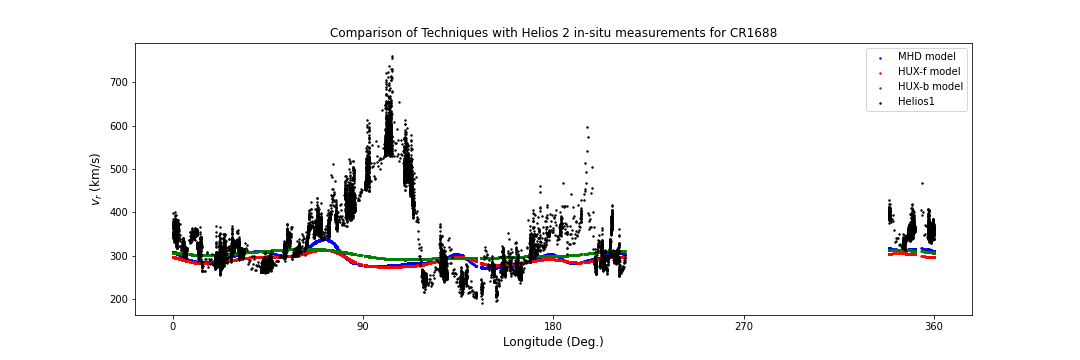 Comparison of Techniques with Helios 2 in-situ measurements for CR1688
MHD model
HUX-f model
HUX-b model
Helios1
700
600
500
400
300
200
v_r (km/s)
0 90 180 270 360
Longitude (Deg.)